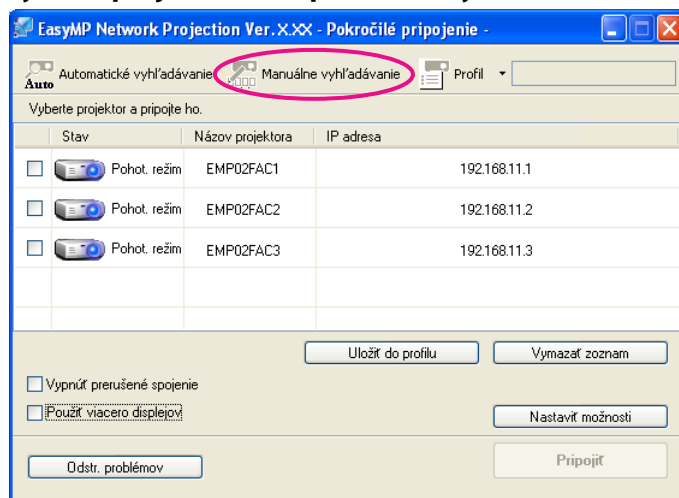 EasyMP Network Projection Ver.X.XX - Pokročilé pripojenie -
Auto Automatické vyhľadávanie Manuálne vyhľadávanie Profil
Vyberte projektor a pripojte ho.
Stav Názov projektora IP adresa
Pohot. režim EMP02FAC1 192.168.11.1
Pohot. režim EMP02FAC2 192.168.11.2
Pohot. režim EMP02FAC3 192.168.11.3
Uložiť do profilu Vymazať zoznam
Vypnúť prerušené spojenie
Použiť viacero displejov
Nastaviť možnosti
Odstr. problémov Pripojiť